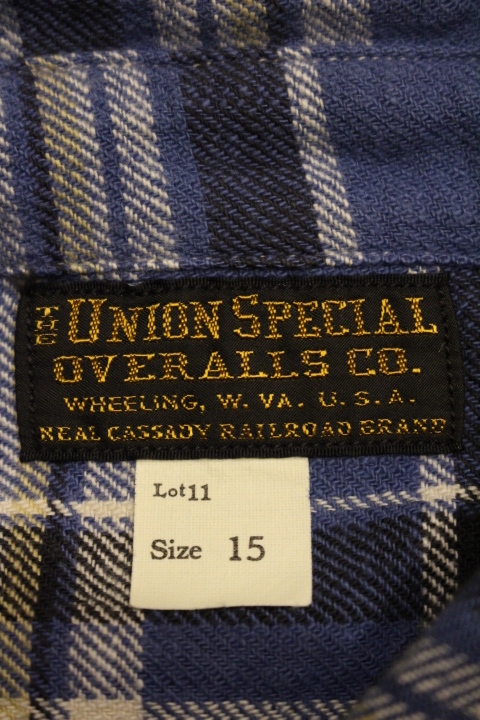 THE UNION SPECIAL
OVERALLS CO.
WHEELING, W. VA. U.S.A.
NEAL CASSADY RAILROAD BRAND
Lot11
Size 15